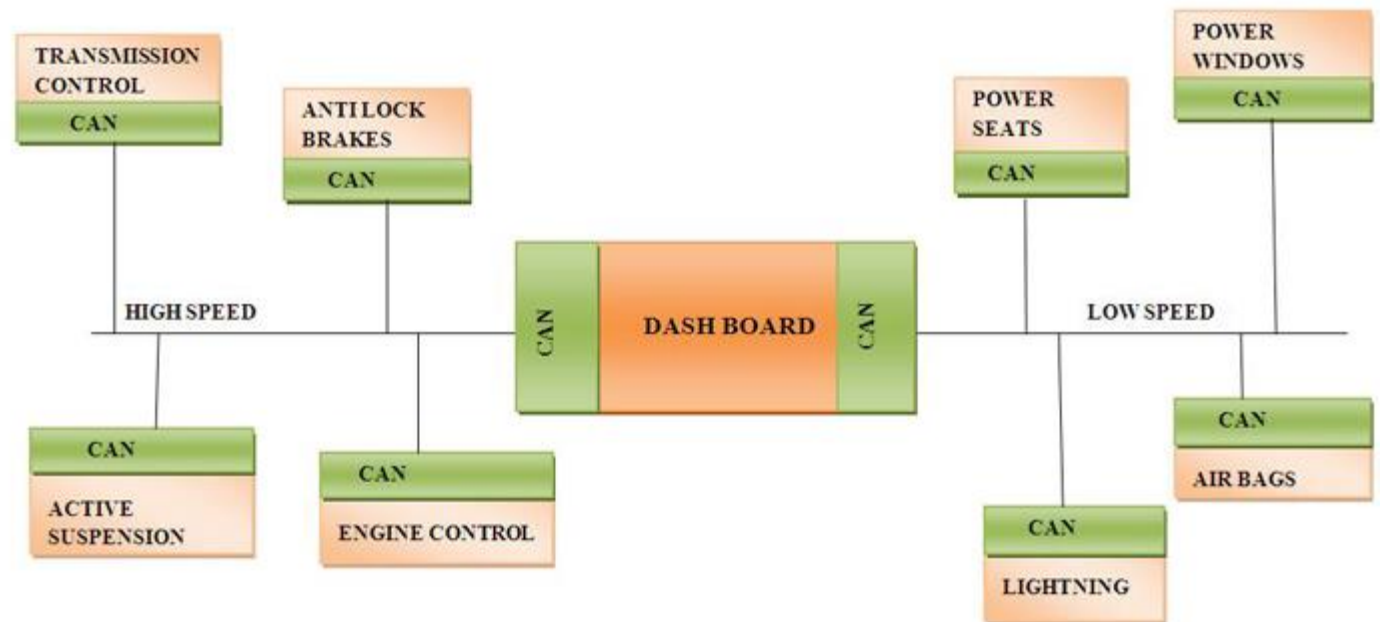 TRANSMISSION
CONTROL
CAN
ANTI LOCK
BRAKES
CAN
POWER
SEATS
CAN
POWER
WINDOWS
CAN
HIGH SPEED
CAN
DASH BOARD
CAN
LOW SPEED
CAN
ACTIVE
SUSPENSION
CAN
ENGINE CONTROL
CAN
LIGHTNING
CAN
AIR BAGS